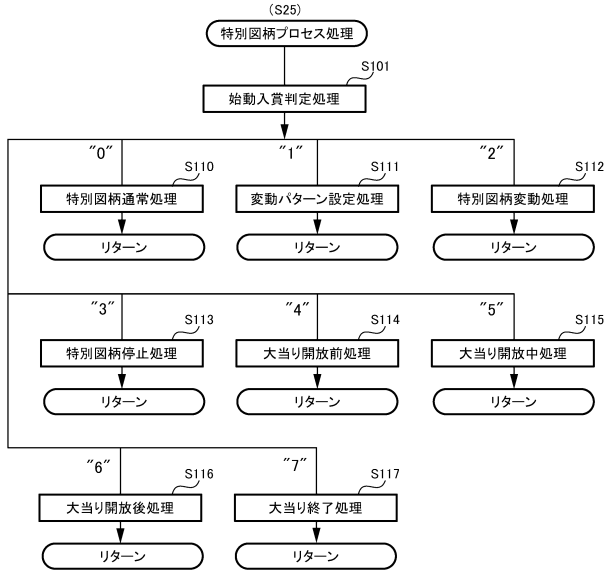 (S25)
特別図柄プロセス処理
S101
始動入賞判定処理
"0" "1" "2"
S110 S111 S112
特別図柄通常処理 変動パターン設定処理 特別図柄変動処理
リターン リターン リターン
"3" "4" "5"
S113 S114 S115
特別図柄停止処理 大当り開放前処理 大当り開放中処理
リターン リターン リターン
"6" "7"
S116 S117
大当り開放後処理 大当り終了処理
リターン リターン